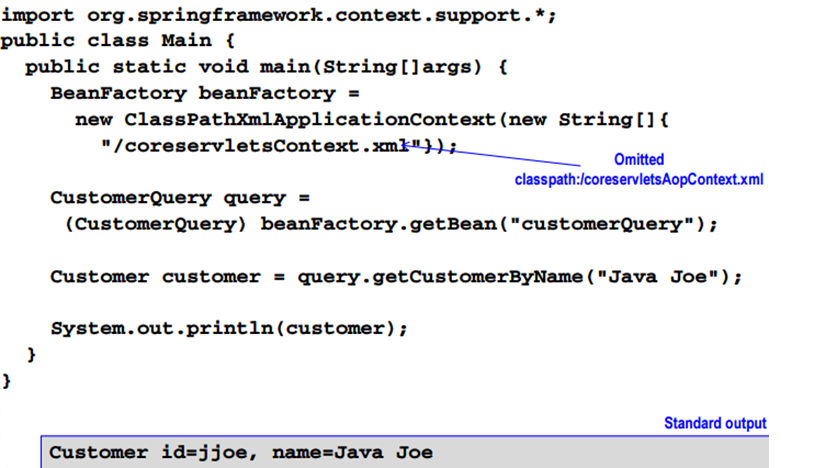 import org.springframework.context.support.*;
public class Main {
public static void main(String[]args) {
BeanFactory beanFactory =
new ClassPathXmlApplicationContext(new String[]{
"/coreservletsContext.xml"});
Omitted
classpath:/coreservletsAopContext.xml
CustomerQuery query =
(CustomerQuery) beanFactory.getBean("customerQuery");
Customer customer = query.getCustomerByName("Java Joe");
System.out.println(customer);
}
}
Standard output
Customer id=jjoe, name=Java Joe